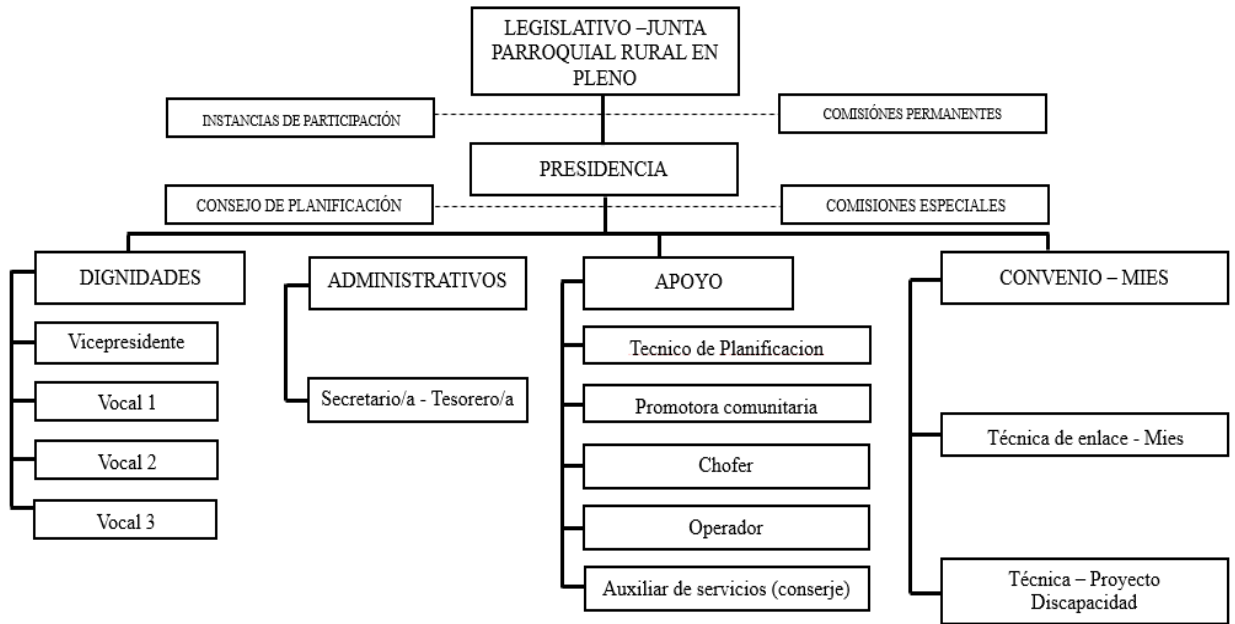 LEGISLATIVO –JUNTA
PARROQUIAL RURAL EN
PLENO
INSTANCIAS DE PARTICIPACIÓN
COMISIÓNES PERMANENTES
PRESIDENCIA
CONSEJO DE PLANIFICACIÓN
COMISIONES ESPECIALES
DIGNIDADES
Vicepresidente
Vocal 1
Vocal 2
Vocal 3
ADMINISTRATIVOS
Secretario/a - Tesorero/a
APOYO
Tecnico de Planificacion
Promotora comunitaria
Chofer
Operador
Auxiliar de servicios (conserje)
CONVENIO – MIES
Técnica de enlace - Mies
Técnica – Proyecto
Discapacidad